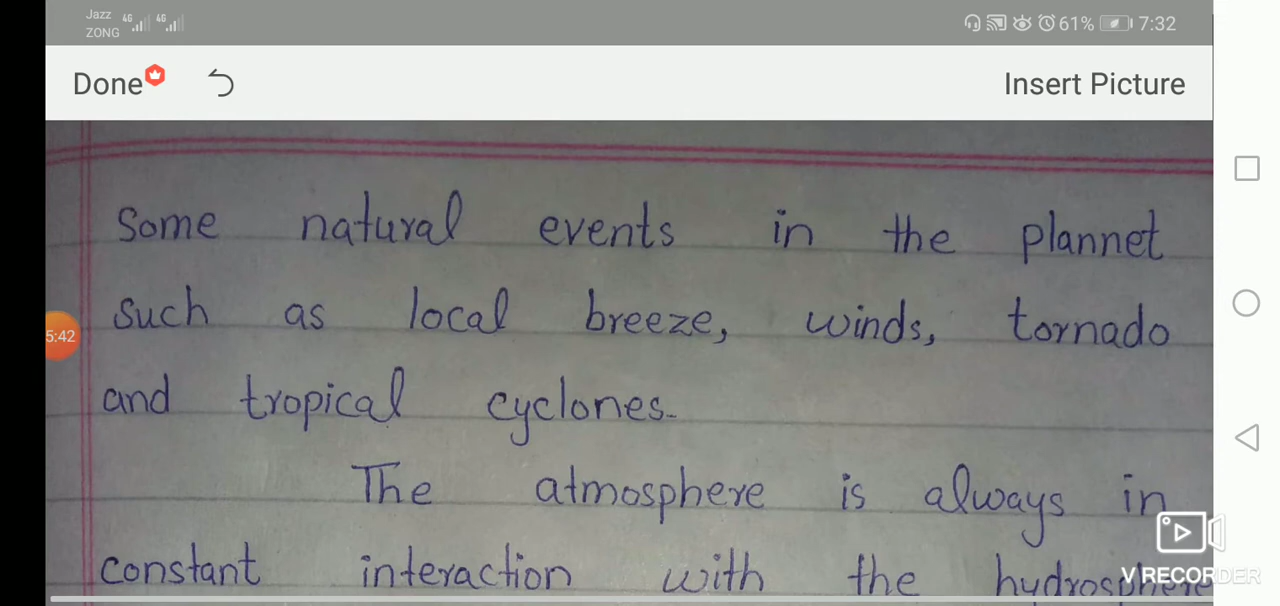 Jazz 4G 4G
ZONG
61% 7:32
Done
Insert Picture
Some natural events in the plannet
such as local breeze, winds, tornado
5:42
and tropical cyclones.
The atmosphere is always in
constant interaction with the hydrosphere
V RECORDER